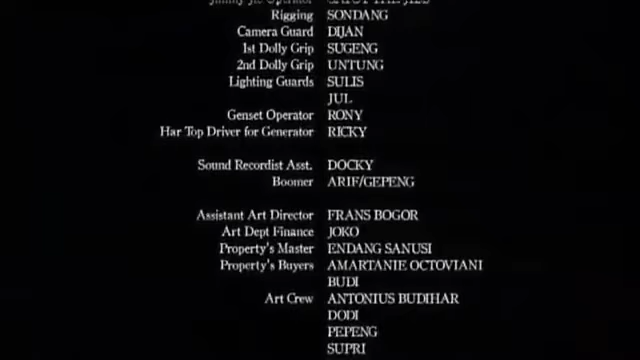 Rigging SONDANG
Camera Guard DIJAN
1st Dolly Grip SUGENG
2nd Dolly Grip UNTUNG
Lighting Guards SULIS
JUL
Genset Operator RONY
Har Top Driver for Generator RICKY
Sound Recordist Asst. DOCKY
Boomer ARIF/GEPENG
Assistant Art Director FRANS BOGOR
Art Dept Finance JOKO
Property's Master ENDANG SANUSI
Property's Buyers AMARTANIE OCTOVIANI
BUDI
Art Crew ANTONIUS BUDIHAR
DODI
PEPENG
SUPRI